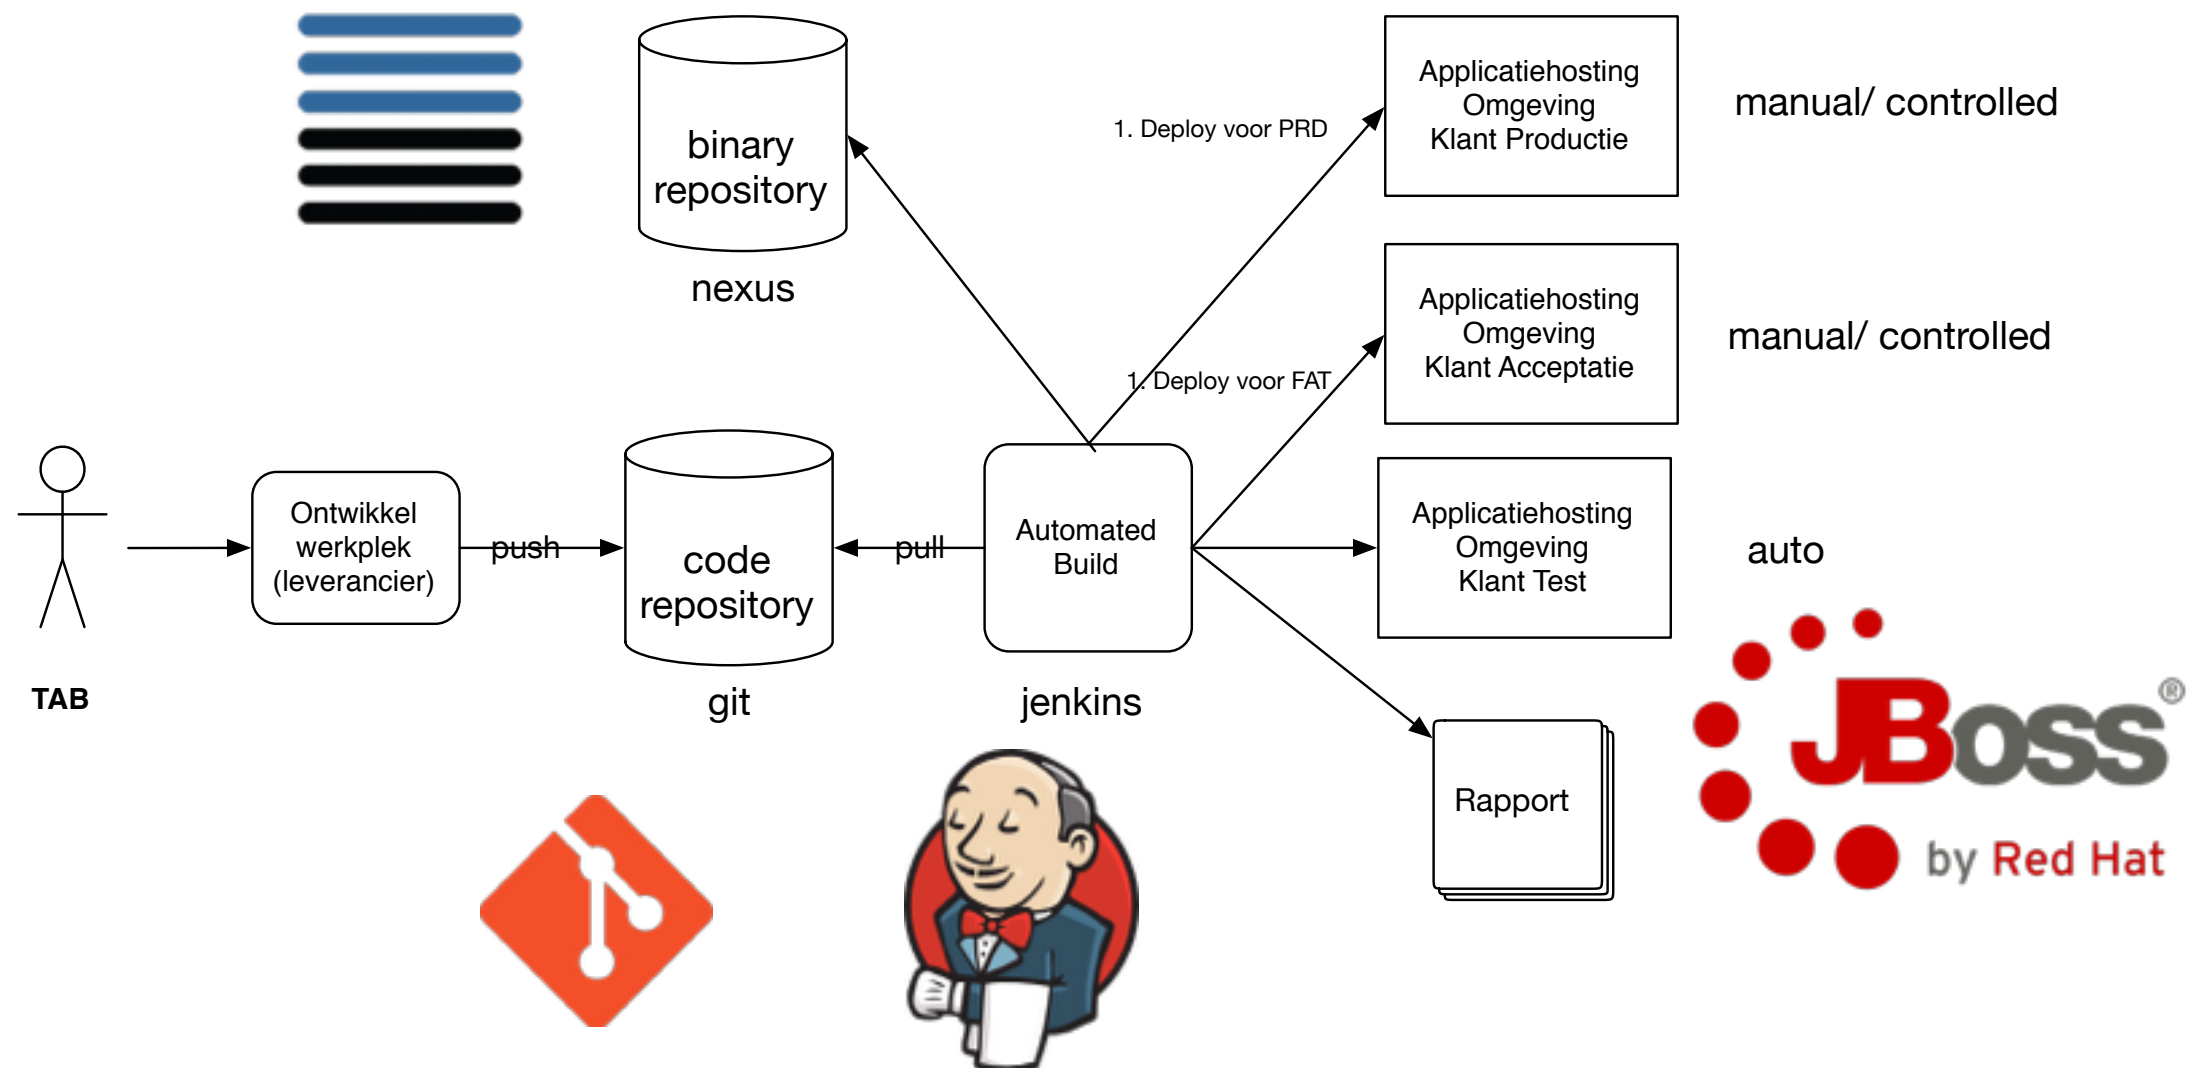 binary
repository
nexus
1. Deploy voor PRD
Applicatiehosting
Omgeving
Klant Productie
manual/ controlled
1. Deploy voor FAT
Applicatiehosting
Omgeving
Klant Acceptatie
manual/ controlled
TAB
Ontwikkel
werkplek
(leverancier)
push
code
repository
git
pull
Automated
Build
jenkins
Applicatiehosting
Omgeving
Klant Test
auto
Rapport
JBoss®
by Red Hat